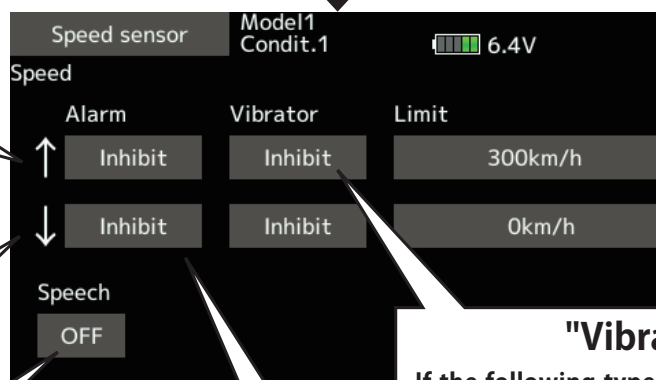 Speed sensor Model1
Condit.1 6.4V
Speed
Alarm Vibrator Limit
↑ Inhibit Inhibit 300km/h
↓ Inhibit Inhibit 0km/h
Speech
OFF
"Vibra
If the following type